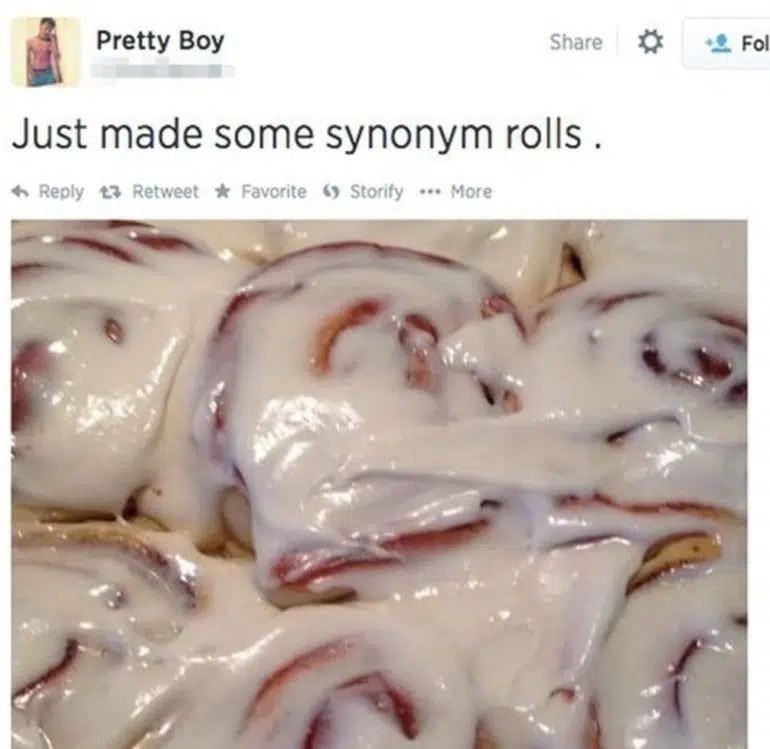 Pretty Boy
Share
Fol
Just made some synonym rolls .
Reply Retweet Favorite Storify ••• More